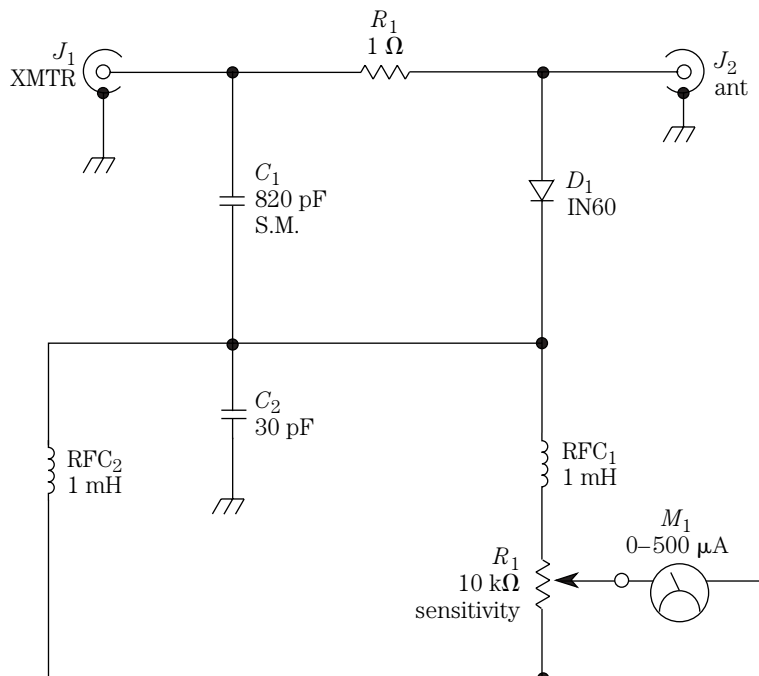 R1
1 Ω
J1
XMTR
J2
ant
C1
820 pF
S.M.
D1
IN60
C2
30 pF
RFC2
1 mH
RFC1
1 mH
M1
0–500 μA
R1
10 kΩ
sensitivity